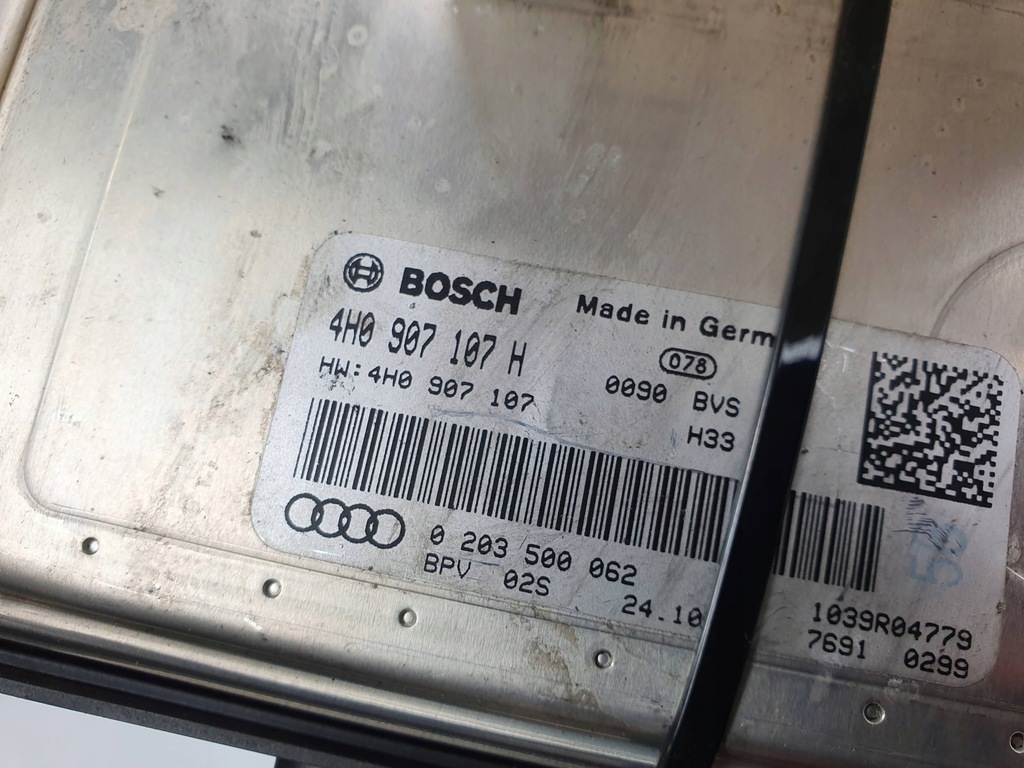 BOSCH
Made in Germ
4H0 907 107 H
078
HW: 4H0 907 107
0090 BVS
H33
0 203 500 062
BPV 02S
24.10
1039R04779
7691 0299